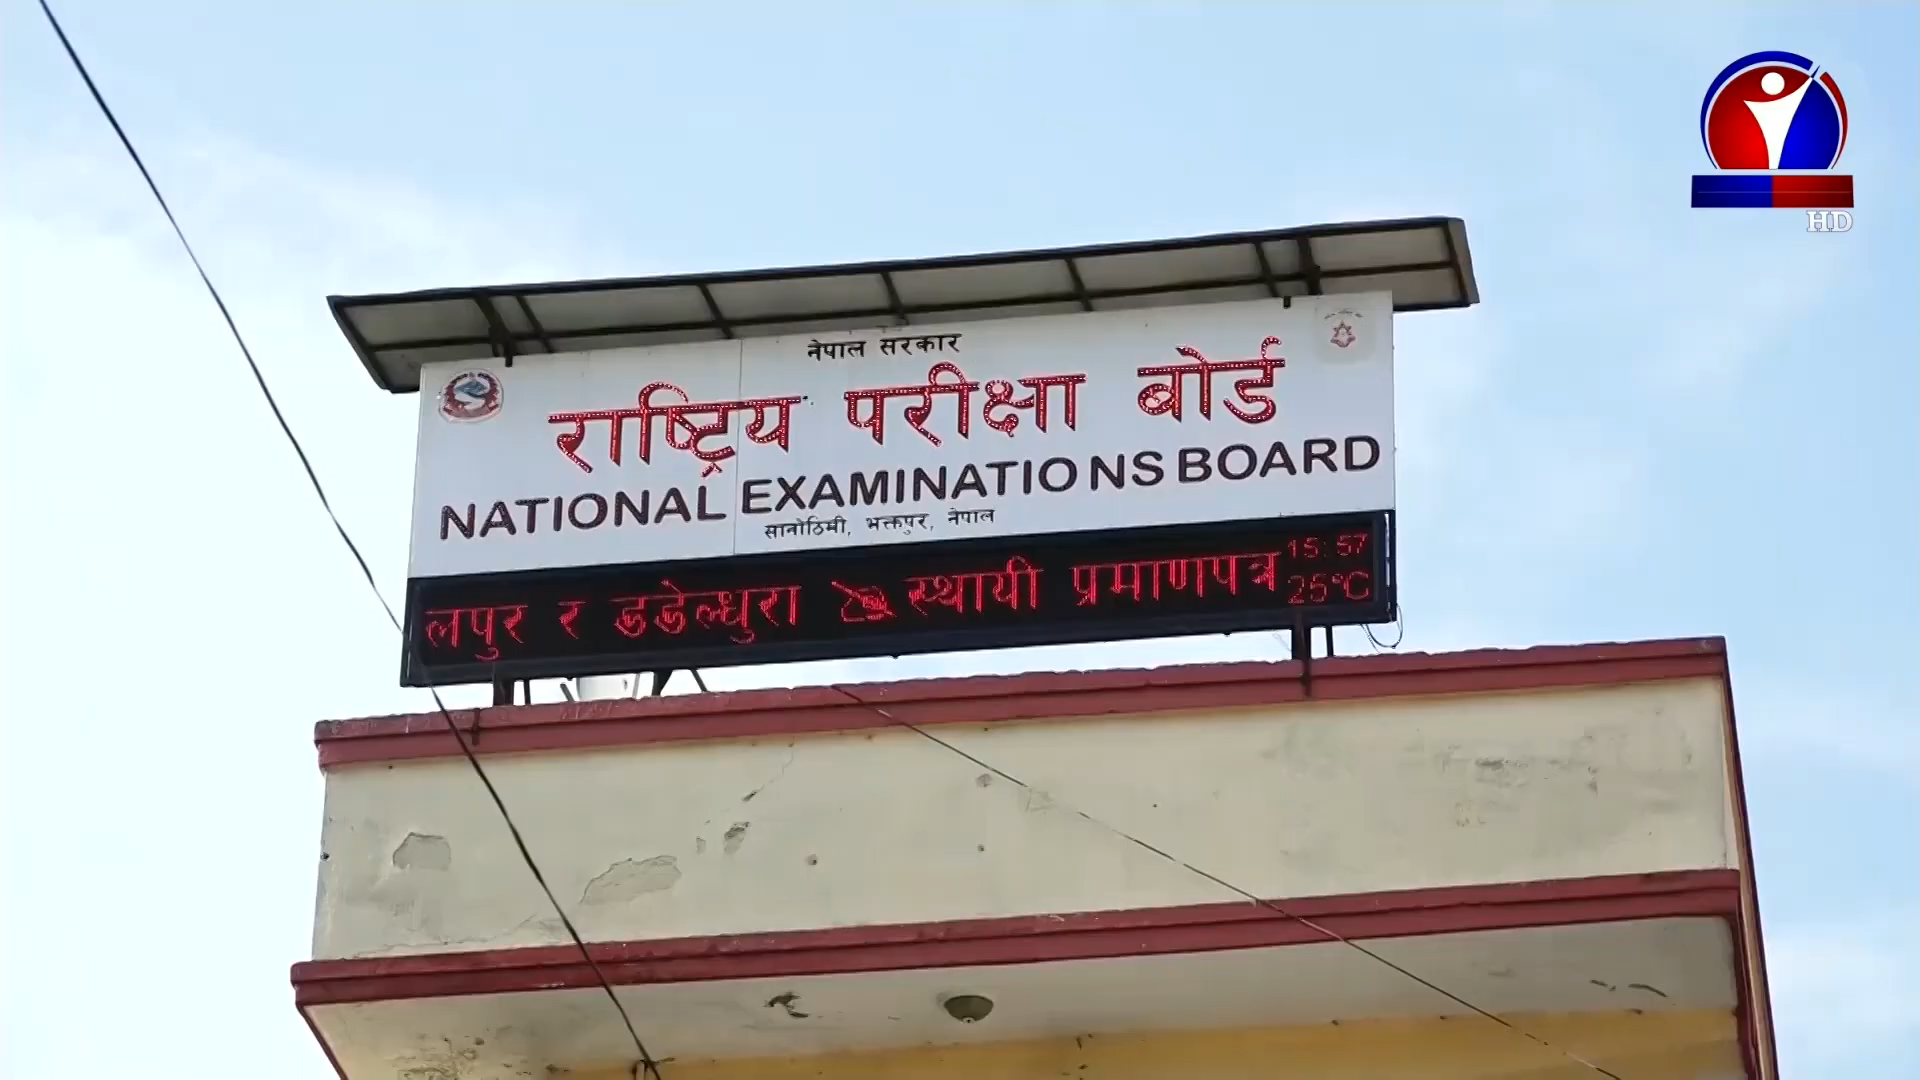 HD
नेपाल सरकार
राष्ट्रिय परीक्षा बोर्ड
NATIONAL EXAMINATIONS BOARD
सानोठिमी, भक्तपुर, नेपाल
लपुर र डडेल्धुरा स्थायी प्रमाणपत्र
15:57
25°C